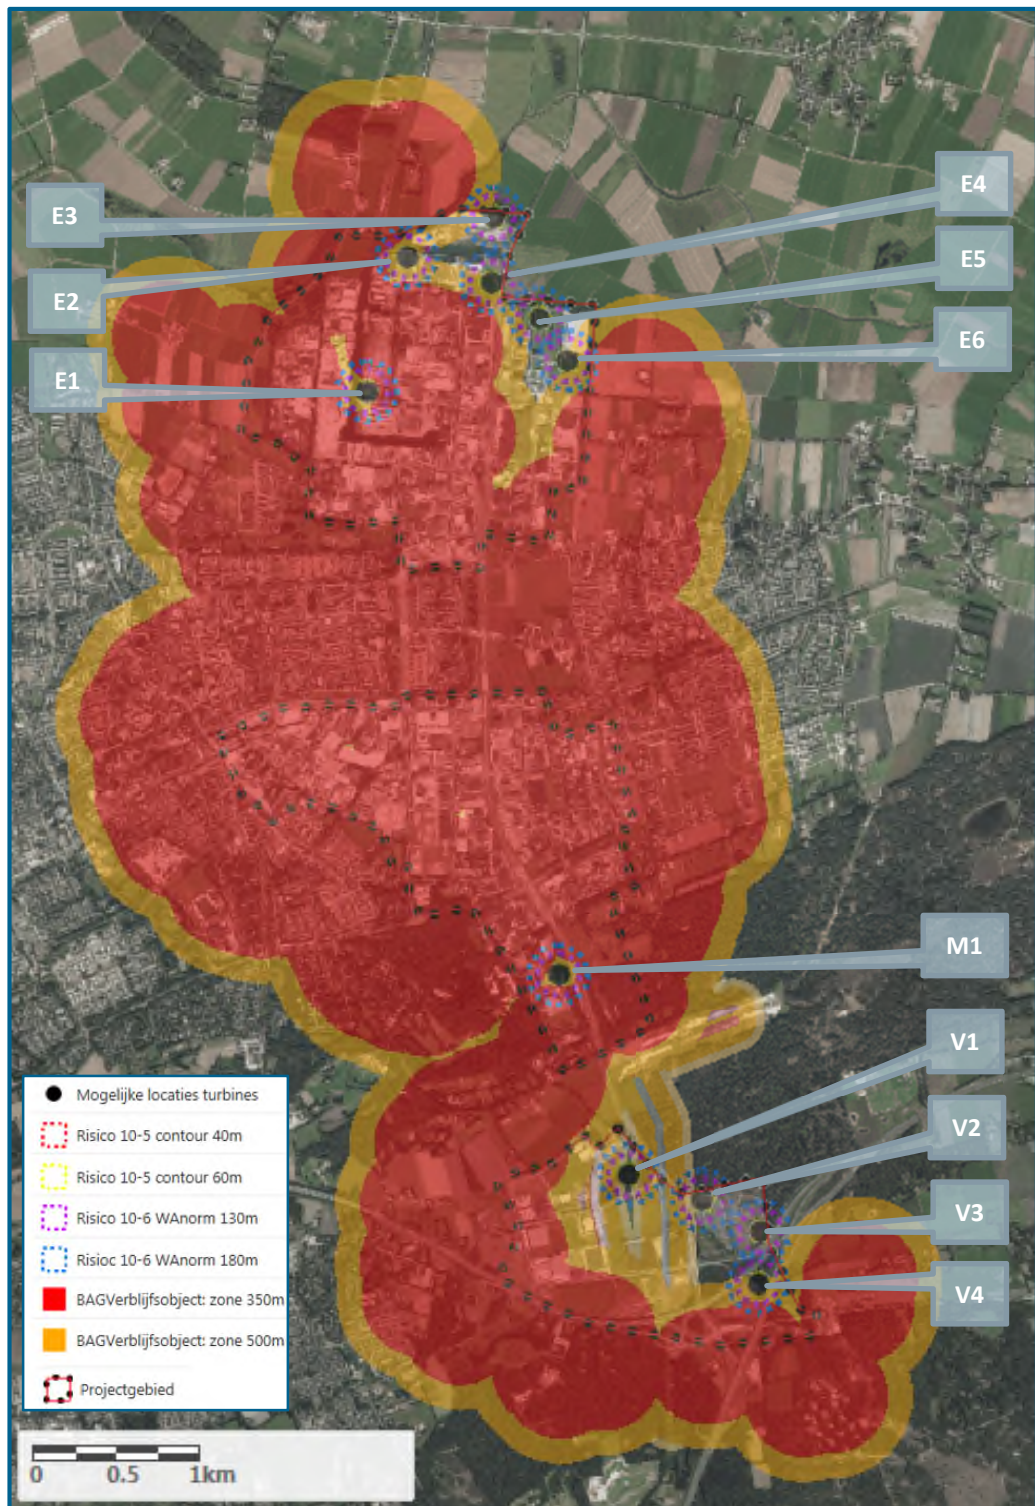 E4
E3
E5
E2
E6
E1
M1
V1
V2
V3
V4
Mogelijke locaties turbines
Risico 10-5 contour 40m
Risico 10-5 contour 60m
Risico 10-6 WAnorm 130m
Risioc 10-6 WAnorm 180m
BAGVerblijfsobject: zone 350m
BAGVerblijfsobject: zone 500m
Projectgebied
0 0.5 1km